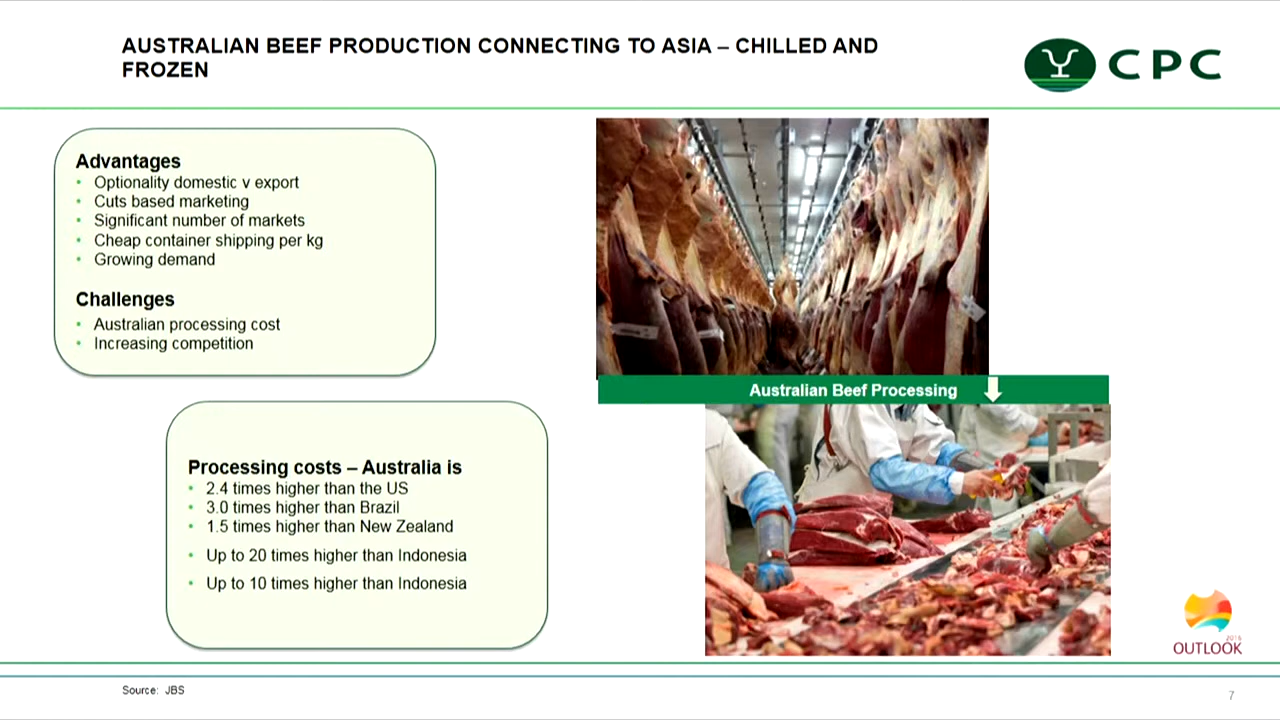 AUSTRALIAN BEEF PRODUCTION CONNECTING TO ASIA – CHILLED AND
FROZEN
CPC
Advantages
• Optionality domestic v export
• Cuts based marketing
• Significant number of markets
• Cheap container shipping per kg
• Growing demand
Challenges
• Australian processing cost
• Increasing competition
Australian Beef Processing
Processing costs – Australia is
• 2.4 times higher than the US
• 3.0 times higher than Brazil
• 1.5 times higher than New Zealand
• Up to 20 times higher than Indonesia
• Up to 10 times higher than Indonesia
2016
OUTLOOK
Source: JBS
7